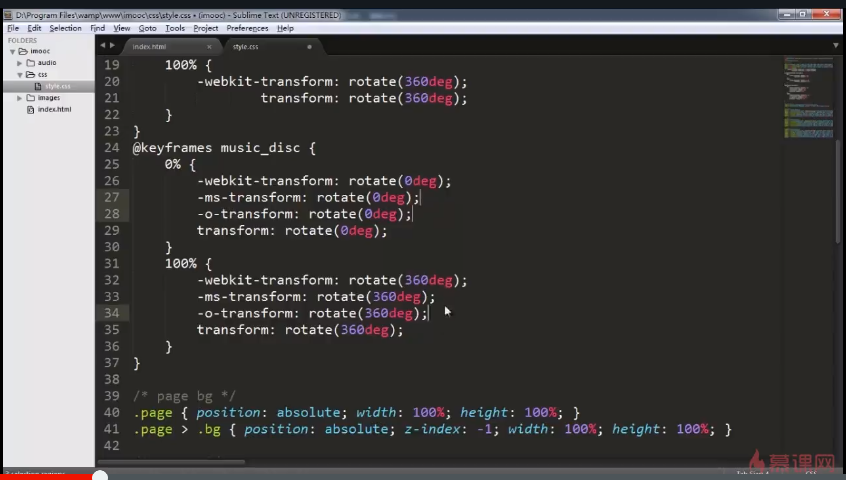 D:\Program Files\wamp\www\imooc\css\style.css • (imooc) - Sublime Text (UNREGISTERED)
File Edit Selection Find View Goto Tools Project Preferences Help
FOLDERS
imooc
audio
css
style.css
images
index.html
index.html × style.css •
19 100% {
20 -webkit-transform: rotate(360deg);
21 transform: rotate(360deg);
22 }
23 }
24 @keyframes music_disc {
25 0% {
26 -webkit-transform: rotate(0deg);
27 -ms-transform: rotate(0deg);
28 -o-transform: rotate(0deg);
29 transform: rotate(0deg);
30 }
31 100% {
32 -webkit-transform: rotate(360deg);
33 -ms-transform: rotate(360deg);
34 -o-transform: rotate(360deg);
35 transform: rotate(360deg);
36 }
37 }
38
39 /* page bg */
40 .page { position: absolute; width: 100%; height: 100%; }
41 .page > .bg { position: absolute; z-index: -1; width: 100%; height: 100%; }
42
慕课网